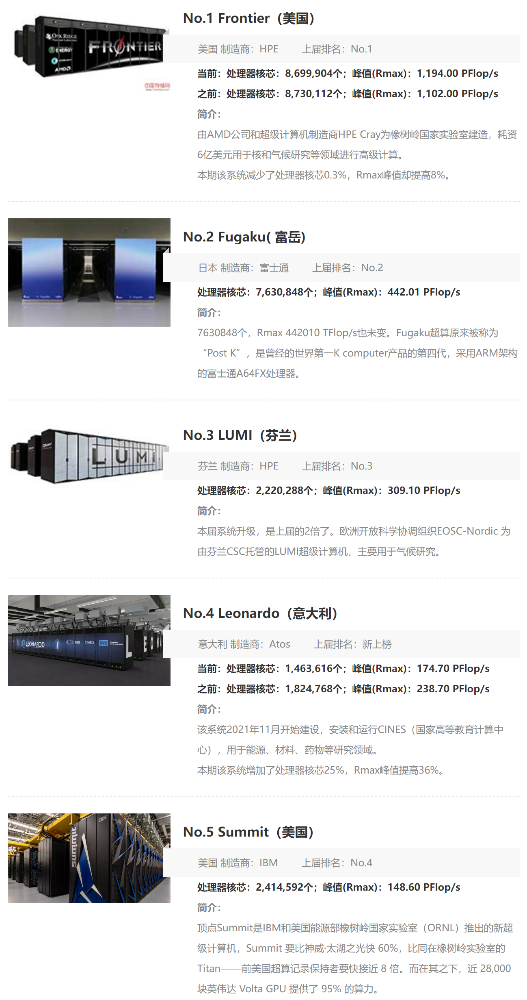 No.1 Frontier（美国）
OAK RIDGE
National Laboratory
ENERGY
AMD
FRONTIER
中国存储网
美国 制造商：HPE 上届排名：No.1
当前：处理器核芯：8,699,904个；峰值(Rmax)：1,194.00 PFlop/s
之前：处理器核芯：8,730,112个；峰值(Rmax)：1,102.00 PFlop/s
简介：
由AMD公司和超级计算机制造商HPE Cray为橡树岭国家实验室建造，耗资
6亿美元用于核和气候研究等领域进行高级计算。
本期该系统减少了处理器核芯0.3%，Rmax峰值却提高8%。
No.2 Fugaku( 富岳)
日本 制造商：富士通 上届排名：No.2
处理器核芯：7,630,848个；峰值(Rmax)：442.01 PFlop/s
简介：
7630848个，Rmax 442010 TFlop/s也未变。Fugaku超算原来被称为
“Post K”，是曾经的世界第一K computer产品的第四代，采用ARM架构
的富士通A64FX处理器。
No.3 LUMI（芬兰）
LUMI
芬兰 制造商：HPE 上届排名：No.3
处理器核芯：2,220,288个；峰值(Rmax)：309.10 PFlop/s
简介：
本届系统升级，是上届的2倍了。欧洲开放科学协调组织EOSC-Nordic 为
由芬兰CSC托管的LUMI超级计算机，主要用于气候研究。
No.4 Leonardo（意大利）
LEONARDO
CINECA
L
LEONA
意大利 制造商：Atos 上届排名：新上榜
当前：处理器核芯：1,463,616个；峰值(Rmax)：174.70 PFlop/s
之前：处理器核芯：1,824,768个；峰值(Rmax)：238.70 PFlop/s
简介：
该系统2021年11月开始建设，安装和运行CINES（国家高等教育计算中
心），用于能源、材料、药物等研究领域。
本期该系统增加了处理器核芯25%，Rmax峰值提高36%。
No.5 Summit（美国）
IBM
summit
美国 制造商：IBM 上届排名：No.4
处理器核芯：2,414,592个；峰值(Rmax)：148.60 PFlop/s
简介：
顶点Summit是IBM和美国能源部橡树岭国家实验室（ORNL）推出的新超
级计算机，Summit 要比神威·太湖之光快 60%，比同在橡树岭实验室的
Titan——前美国超算记录保持者要快接近 8 倍。而在其之下，近 28,000
块英伟达 Volta GPU 提供了 95% 的算力。